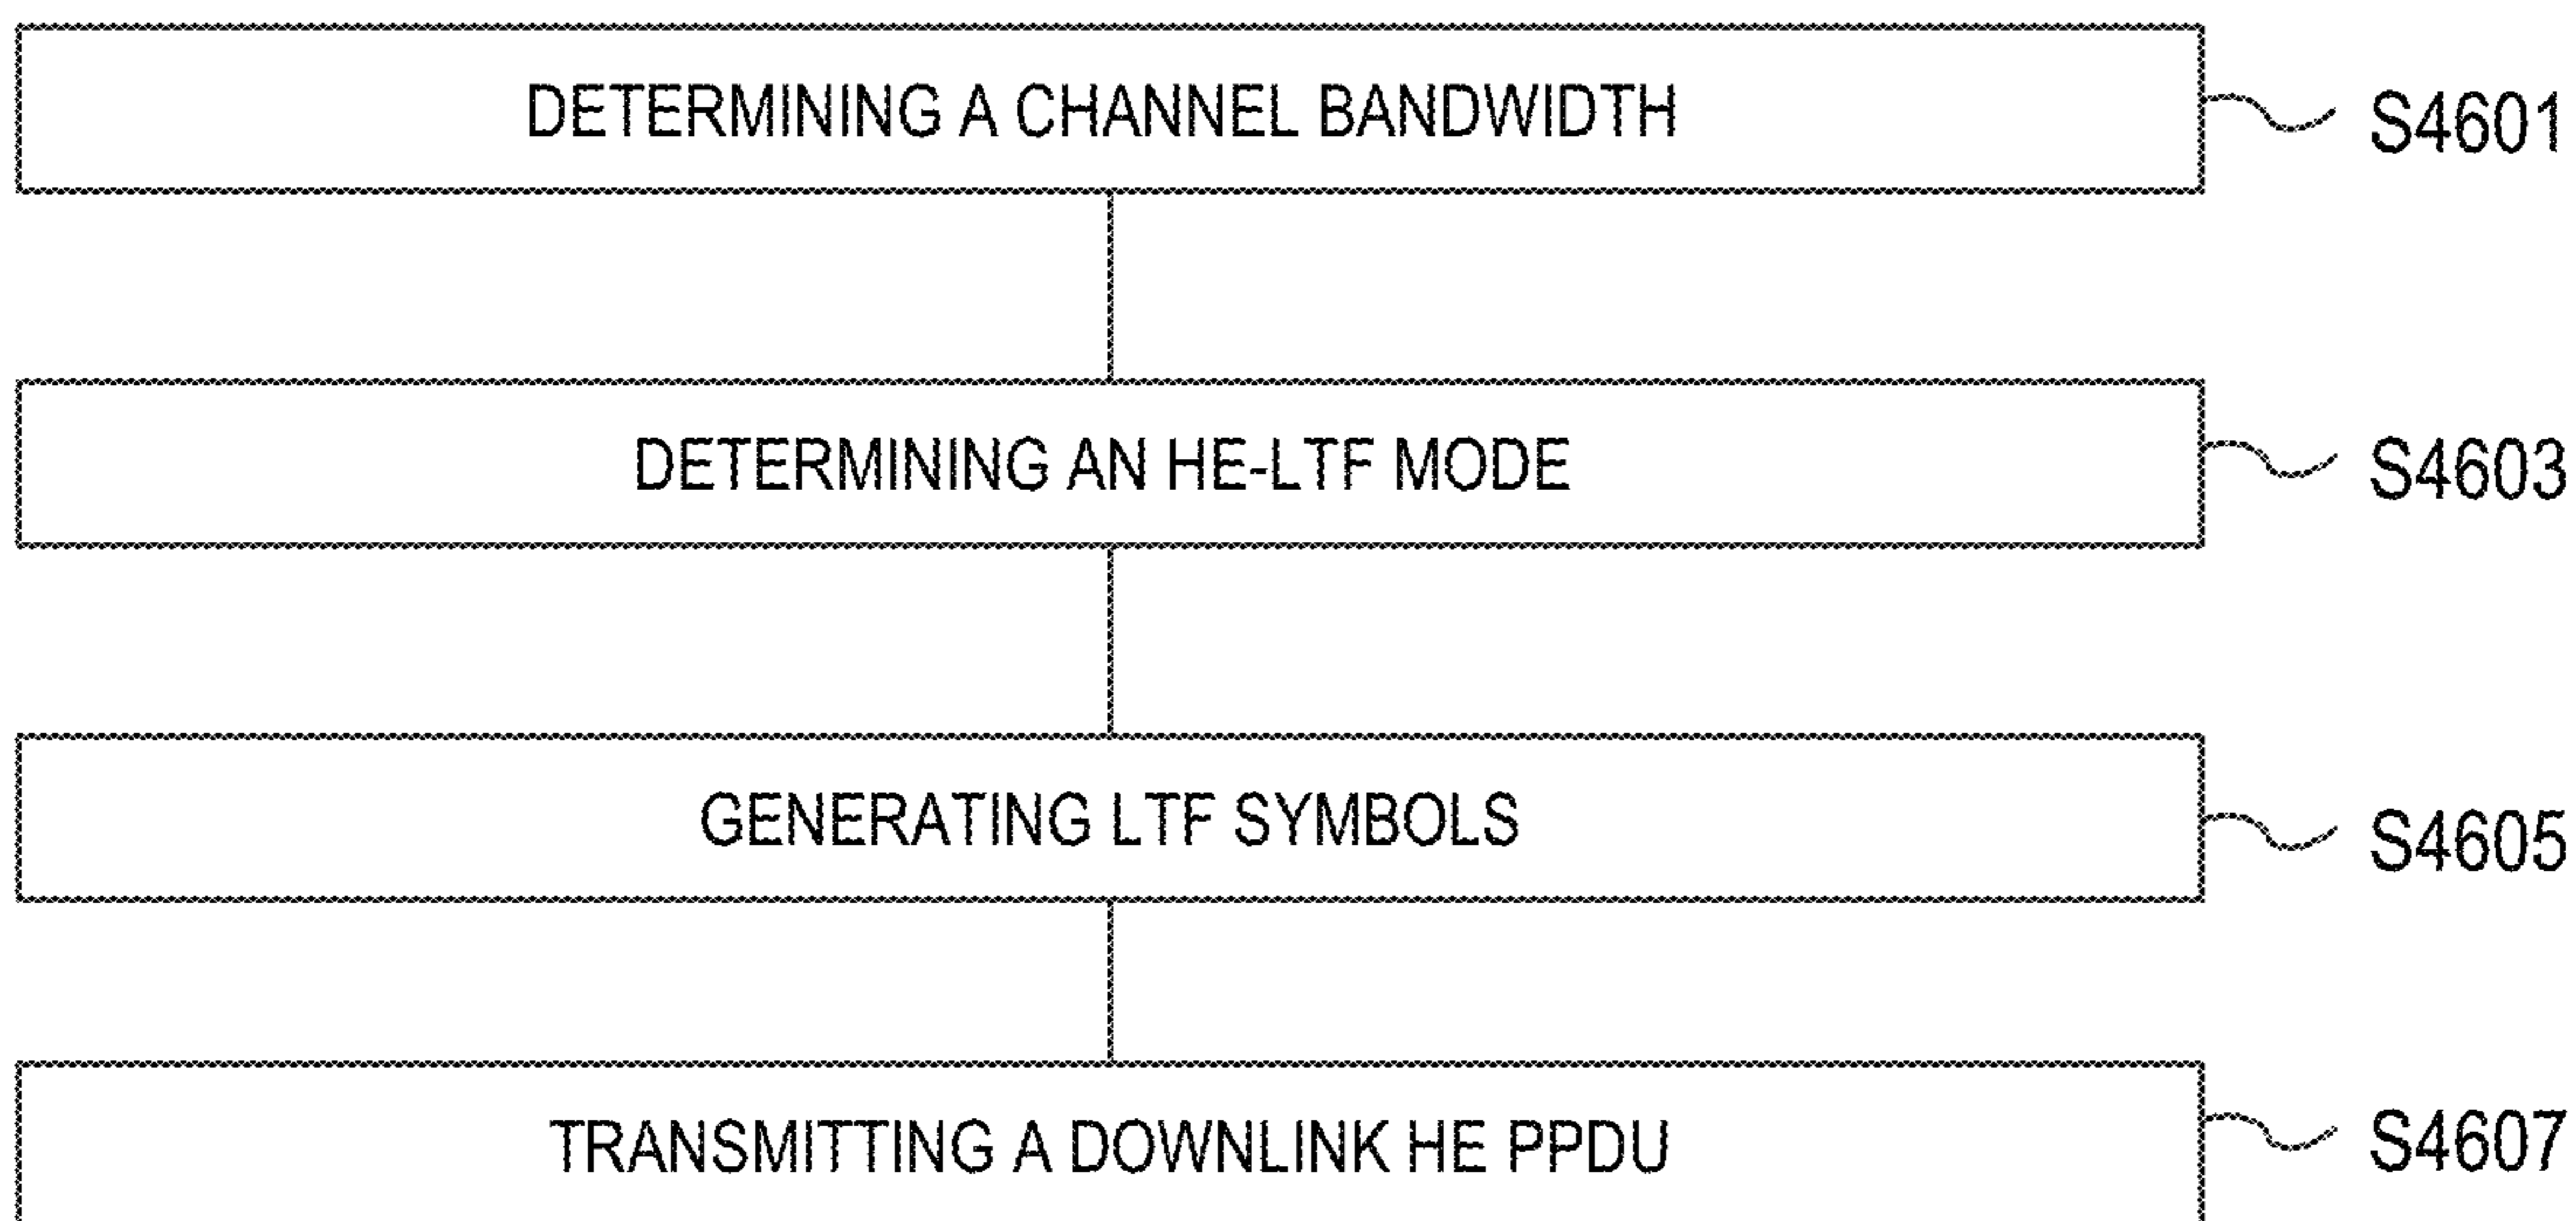 DETERMINING A CHANNEL BANDWIDTH
S4601
DETERMINING AN HE-LTF MODE
S4603
GENERATING LTF SYMBOLS
S4605
TRANSMITTING A DOWNLINK HE PPDU
S4607